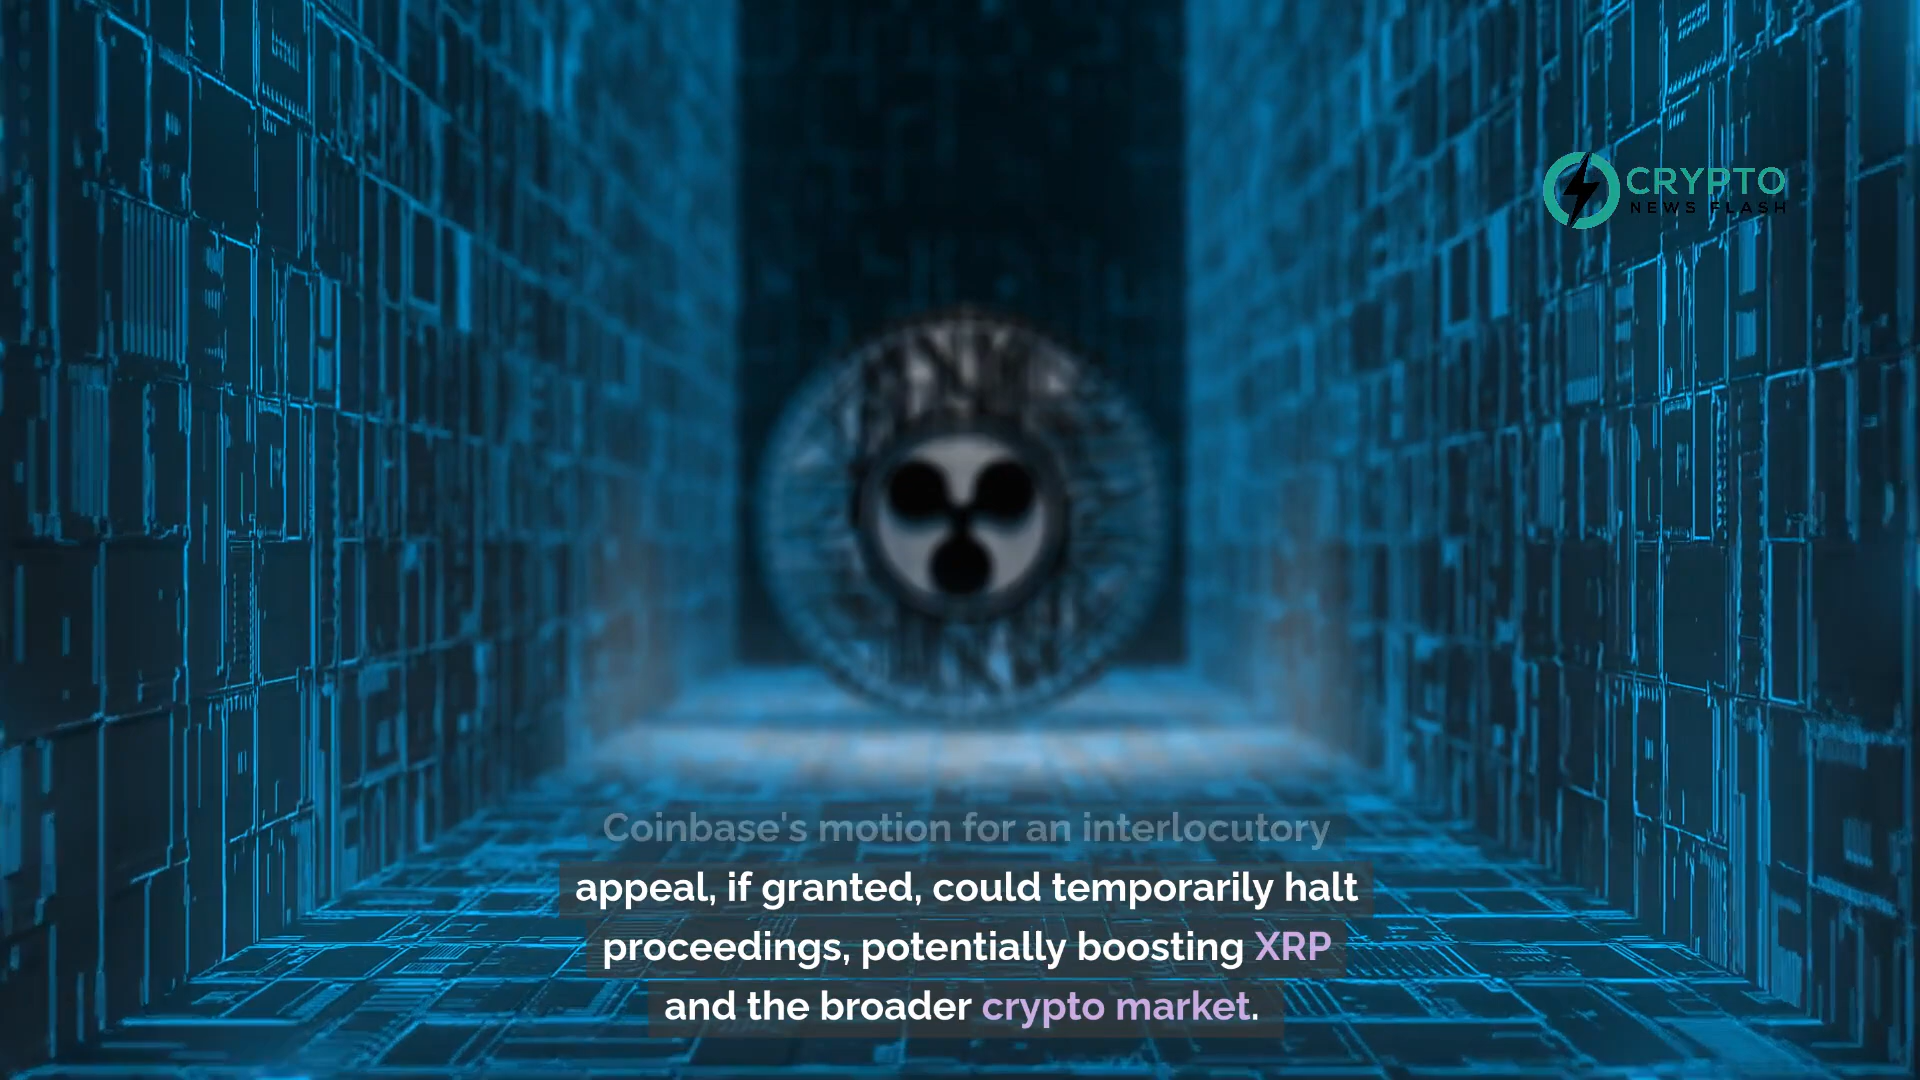 CRYPTO
NEWS FLASH
Coinbase's motion for an interlocutory
appeal, if granted, could temporarily halt
proceedings, potentially boosting XRP
and the broader crypto market.